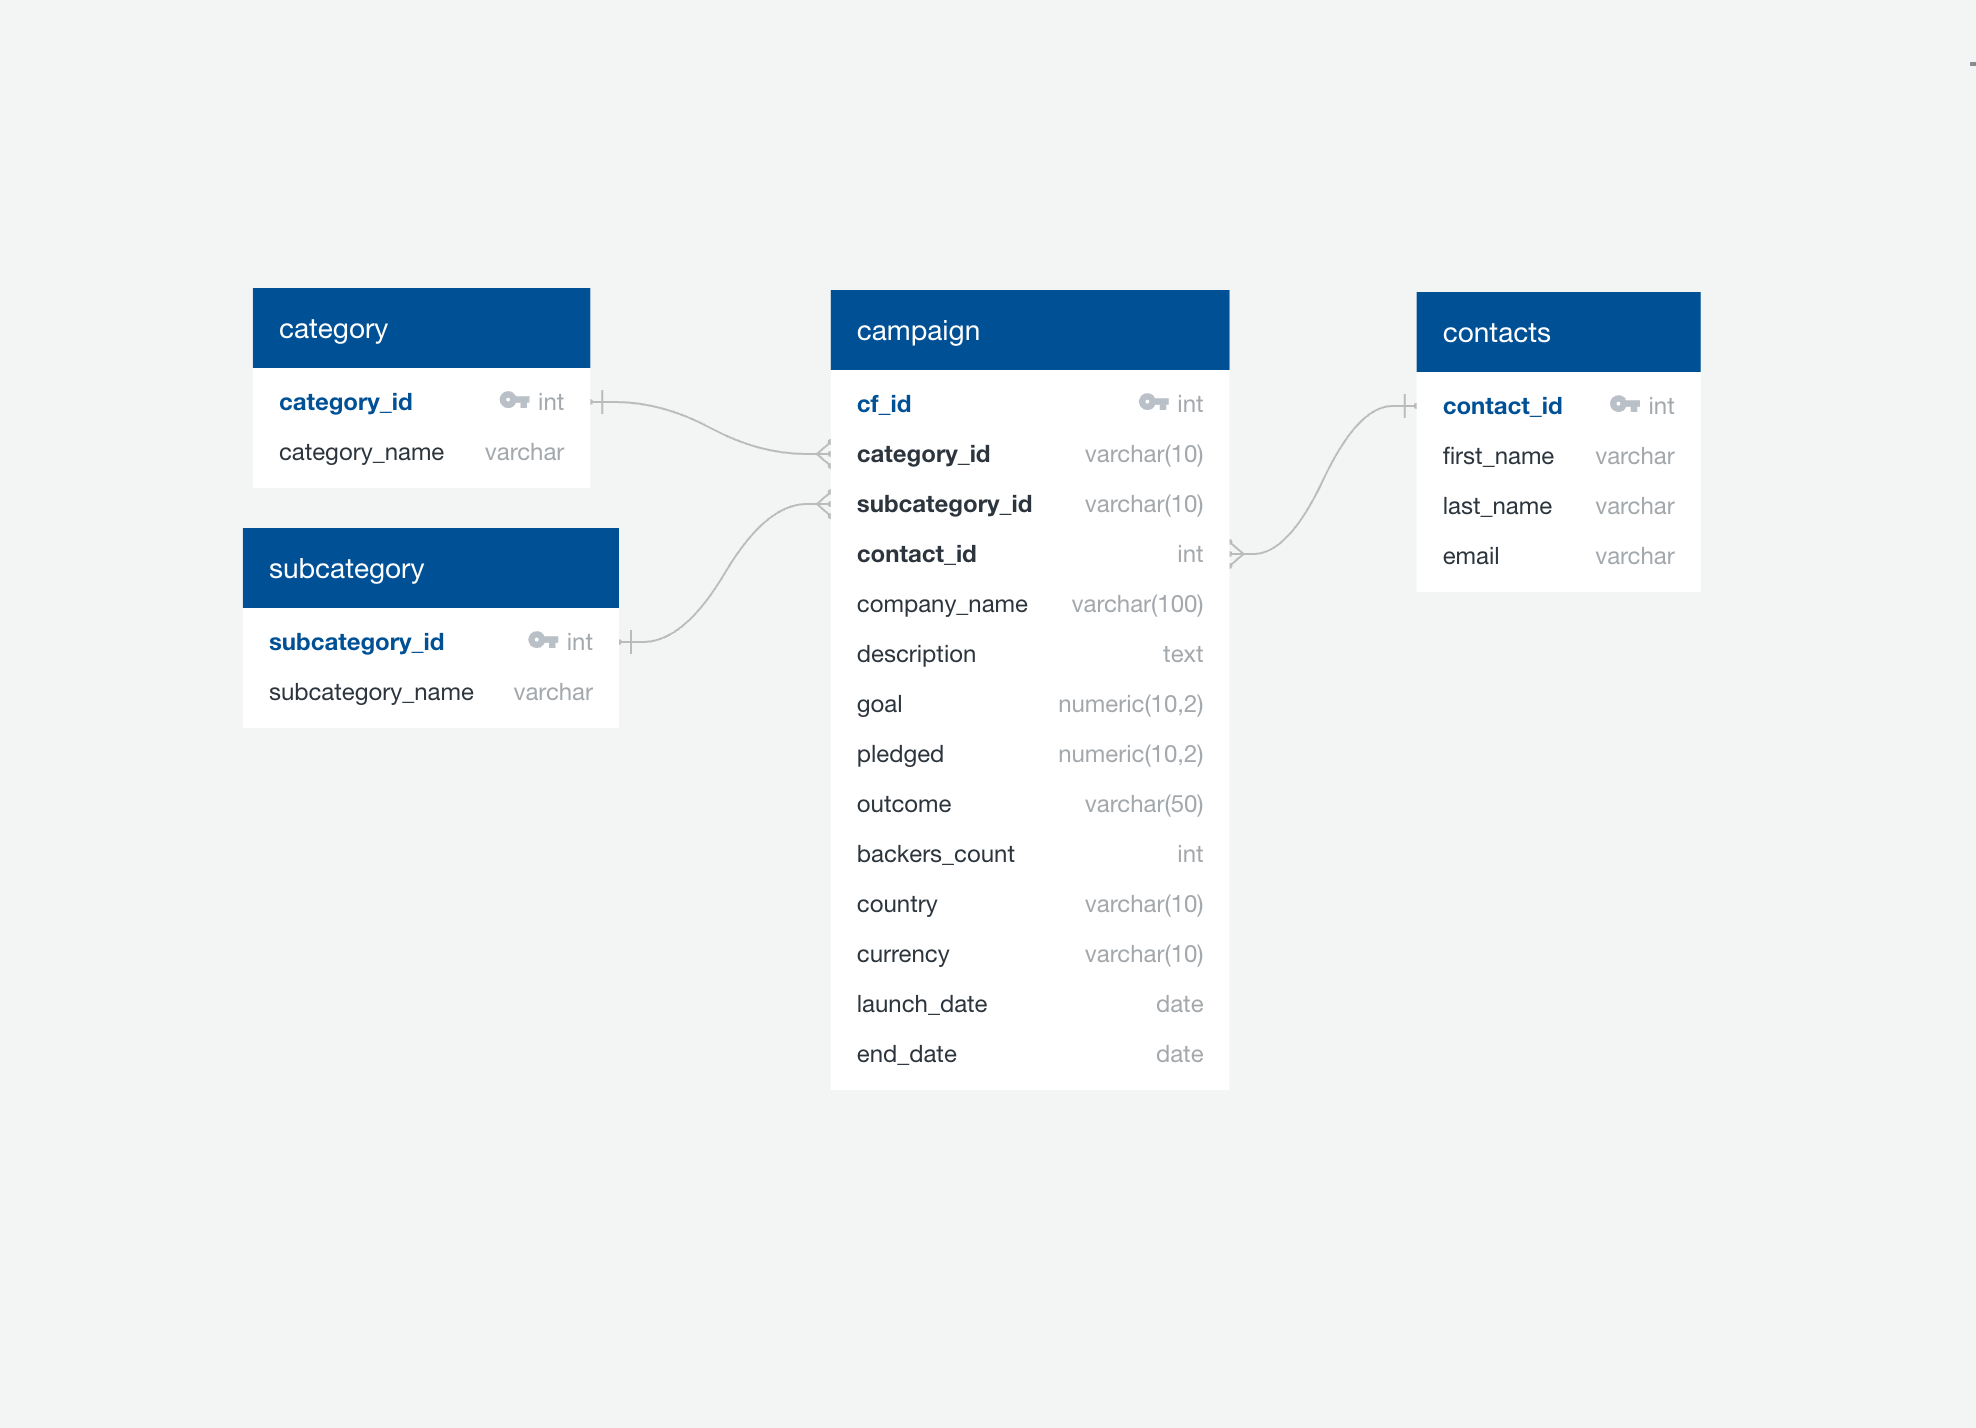 category
category_id int
category_name varchar
subcategory
subcategory_id int
subcategory_name varchar
campaign
cf_id int
category_id varchar(10)
subcategory_id varchar(10)
contact_id int
company_name varchar(100)
description text
goal numeric(10,2)
pledged numeric(10,2)
outcome varchar(50)
backers_count int
country varchar(10)
currency varchar(10)
launch_date date
end_date date
contacts
contact_id int
first_name varchar
last_name varchar
email varchar